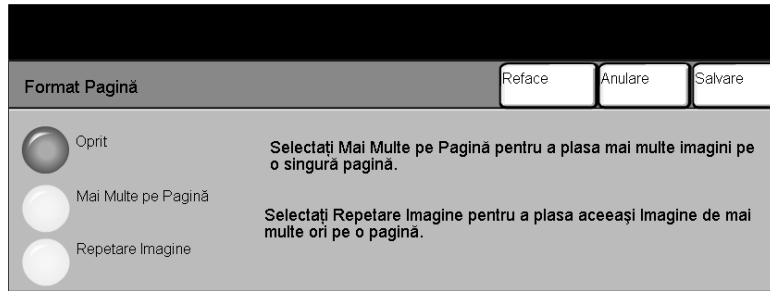 Format Pagină
Reface
Anulare
Salvare
Oprit
Selectați Mai Multe pe Pagină pentru a plasa mai multe imagini pe
o singură pagină.
Mai Multe pe Pagină
Selectați Repetare Imagine pentru a plasa aceeași Imagine de mai
multe ori pe o pagină.
Repetare Imagine